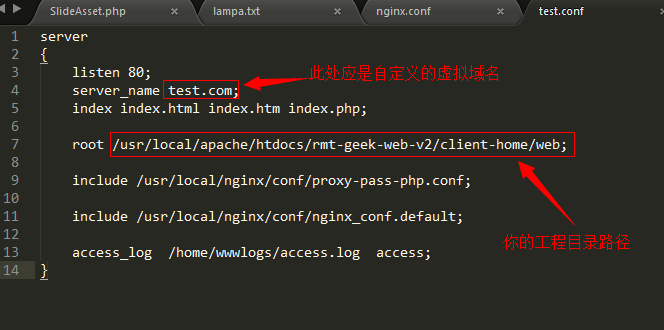 SlideAsset.php × lampa.txt × nginx.conf × test.conf
1 server
2 {
3 listen 80;
4 server_name test.com; 此处应是自定义的虚拟域名
5 index index.html index.htm index.php;
6
7 root /usr/local/apache/htdocs/rmt-geek-web-v2/client-home/web;
8
9 include /usr/local/nginx/conf/proxy-pass-php.conf;
10
11 include /usr/local/nginx/conf/nginx_conf.default;
12
你的工程目录路径
13 access_log /home/wwwlogs/access.log access;
14 }